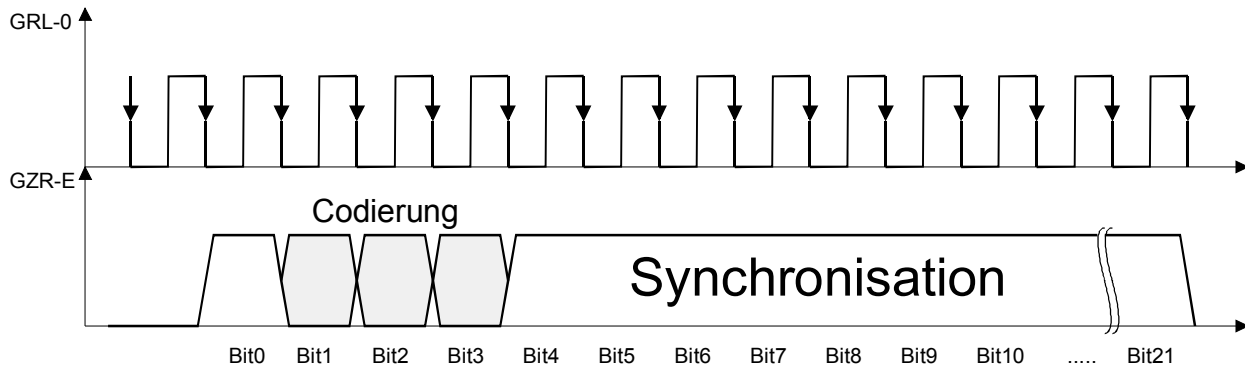 GRL-0
GZR-E
Codierung
Synchronisation
Bit0 Bit1 Bit2 Bit3 Bit4 Bit5 Bit6 Bit7 Bit8 Bit9 Bit10 ..... Bit21